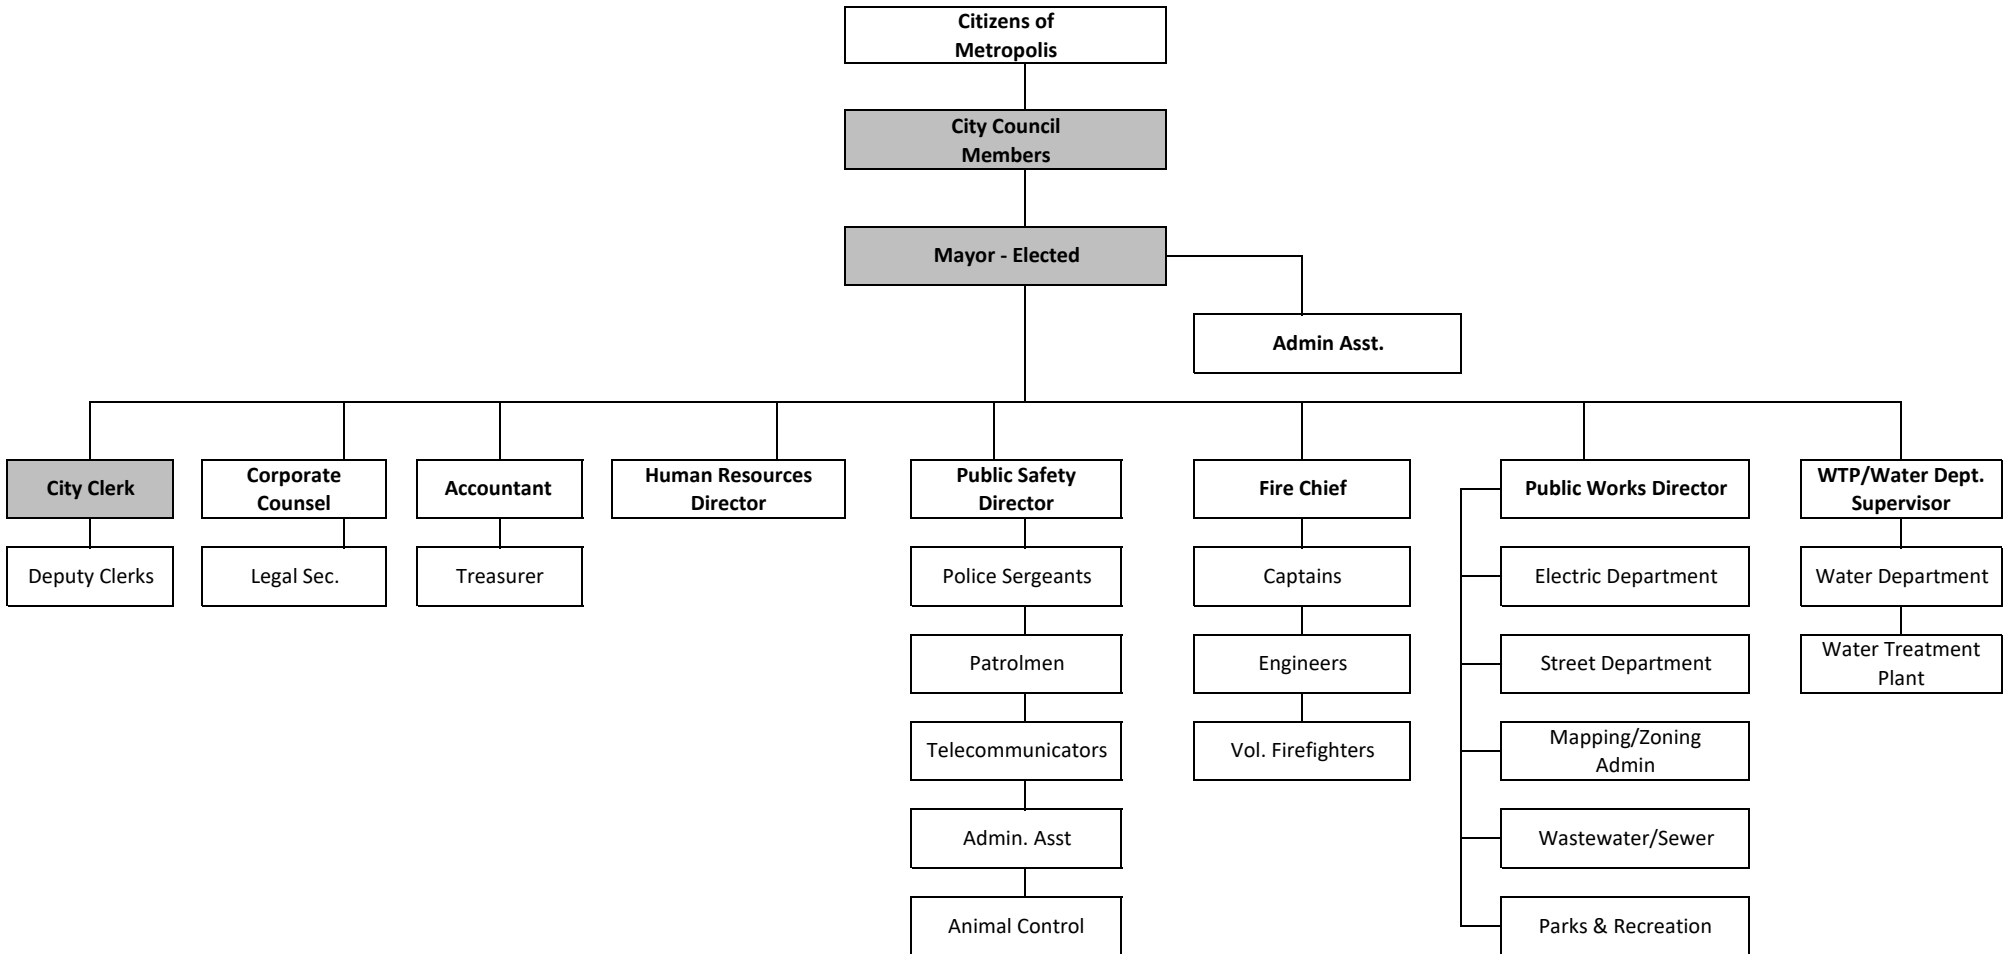 Citizens of
Metropolis
City Council
Members
Mayor - Elected
Admin Asst.
City Clerk
Corporate
Counsel
Accountant
Human Resources
Director
Public Safety
Director
Fire Chief
Public Works Director
WTP/Water Dept.
Supervisor
Deputy Clerks
Legal Sec.
Treasurer
Police Sergeants
Captains
Electric Department
Water Department
Patrolmen
Engineers
Street Department
Water Treatment
Plant
Telecommunicators
Vol. Firefighters
Mapping/Zoning
Admin
Admin. Asst
Wastewater/Sewer
Animal Control
Parks & Recreation